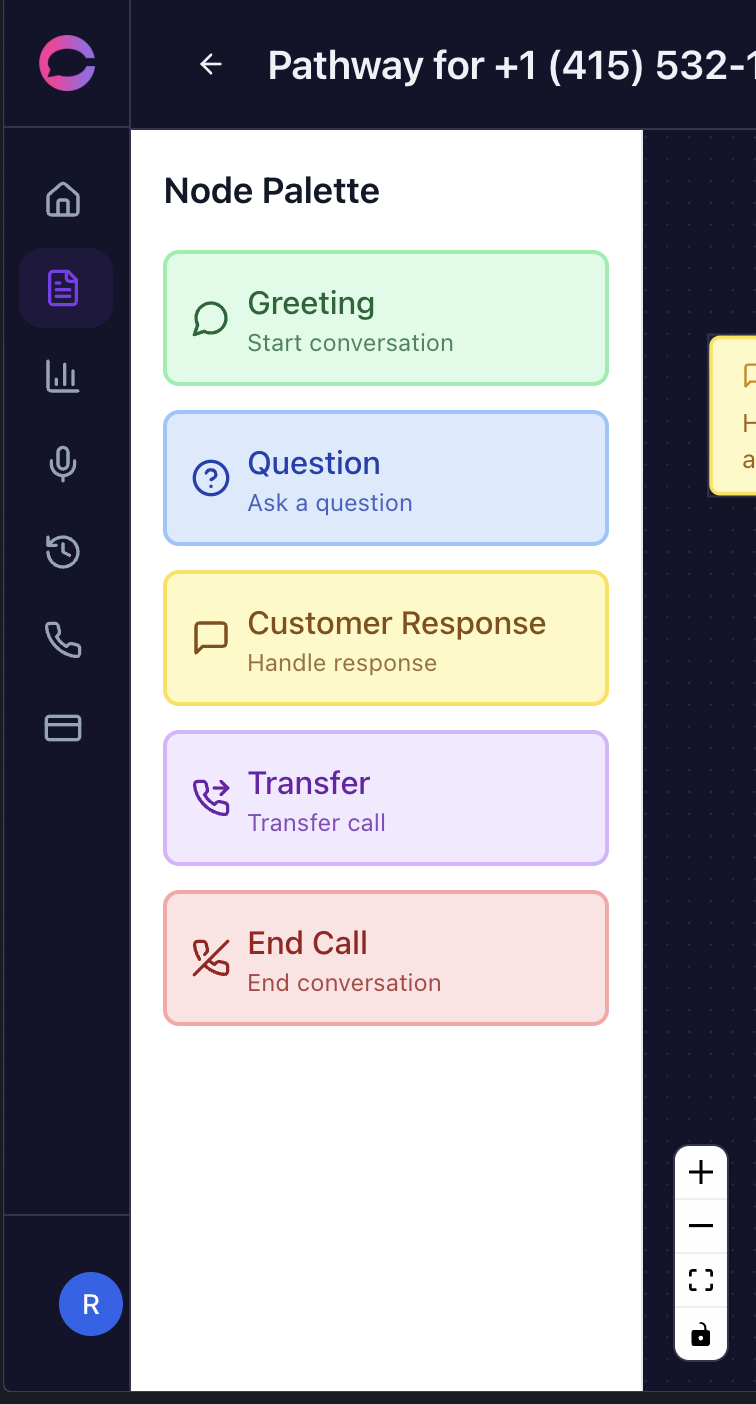 Pathway for +1 (415) 532-1
Node Palette
Greeting
Start conversation
Question
Ask a question
Customer Response
Handle response
Transfer
Transfer call
End Call
End conversation
H
a
R